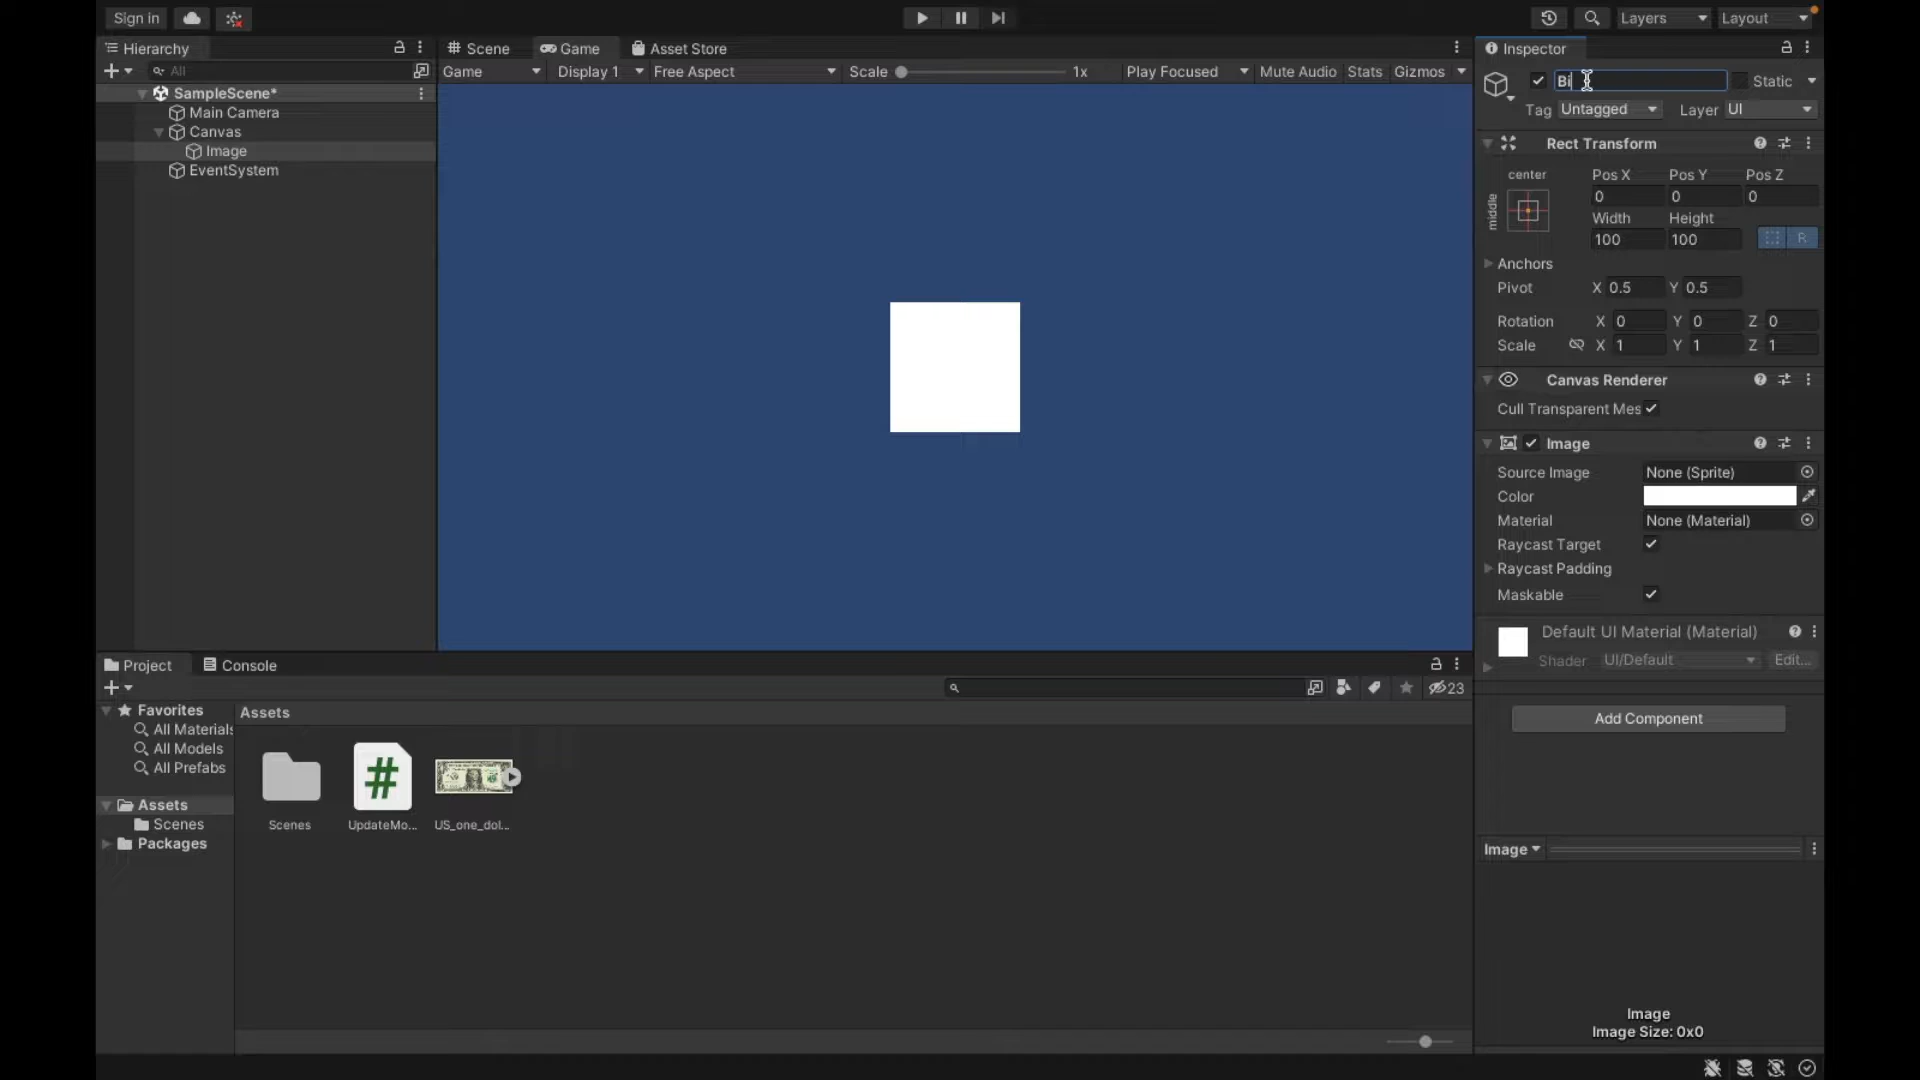 Sign in
Layers
Layout
Hierarchy
All
SampleScene*
Main Camera
Canvas
Image
EventSystem
Scene
Game
Asset Store
Game
Display 1
Free Aspect
Scale
1x
Play Focused
Mute Audio
Stats
Gizmos
Inspector
Bi
Static
Tag Untagged
Layer UI
Rect Transform
center
middle
Pos X Pos Y Pos Z
0 0 0
Width Height
100 100
R
Anchors
Pivot X 0.5 Y 0.5
Rotation X 0 Y 0 Z 0
Scale X 1 Y 1 Z 1
Canvas Renderer
Cull Transparent Mes
Image
Source Image None (Sprite)
Color
Material None (Material)
Raycast Target
Raycast Padding
Maskable
Default UI Material (Material)
Shader UI/Default Edit...
Add Component
Image
Image
Image Size: 0x0
Project
Console
23
Favorites
All Materials
All Models
All Prefabs
Assets
Scenes
Packages
Assets
Scenes
UpdateMo...
US_one_dol...